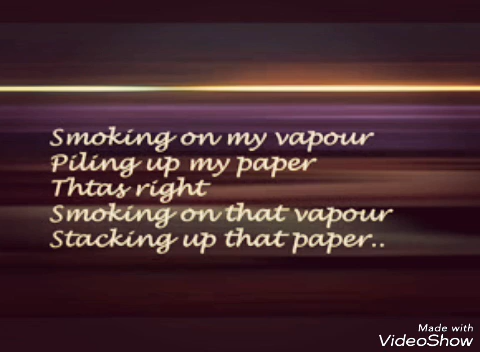 Smoking on my vapour
Piling up my paper
Thtas right
Smoking on that vapour
Stacking up that paper..
Made with
VideoShow